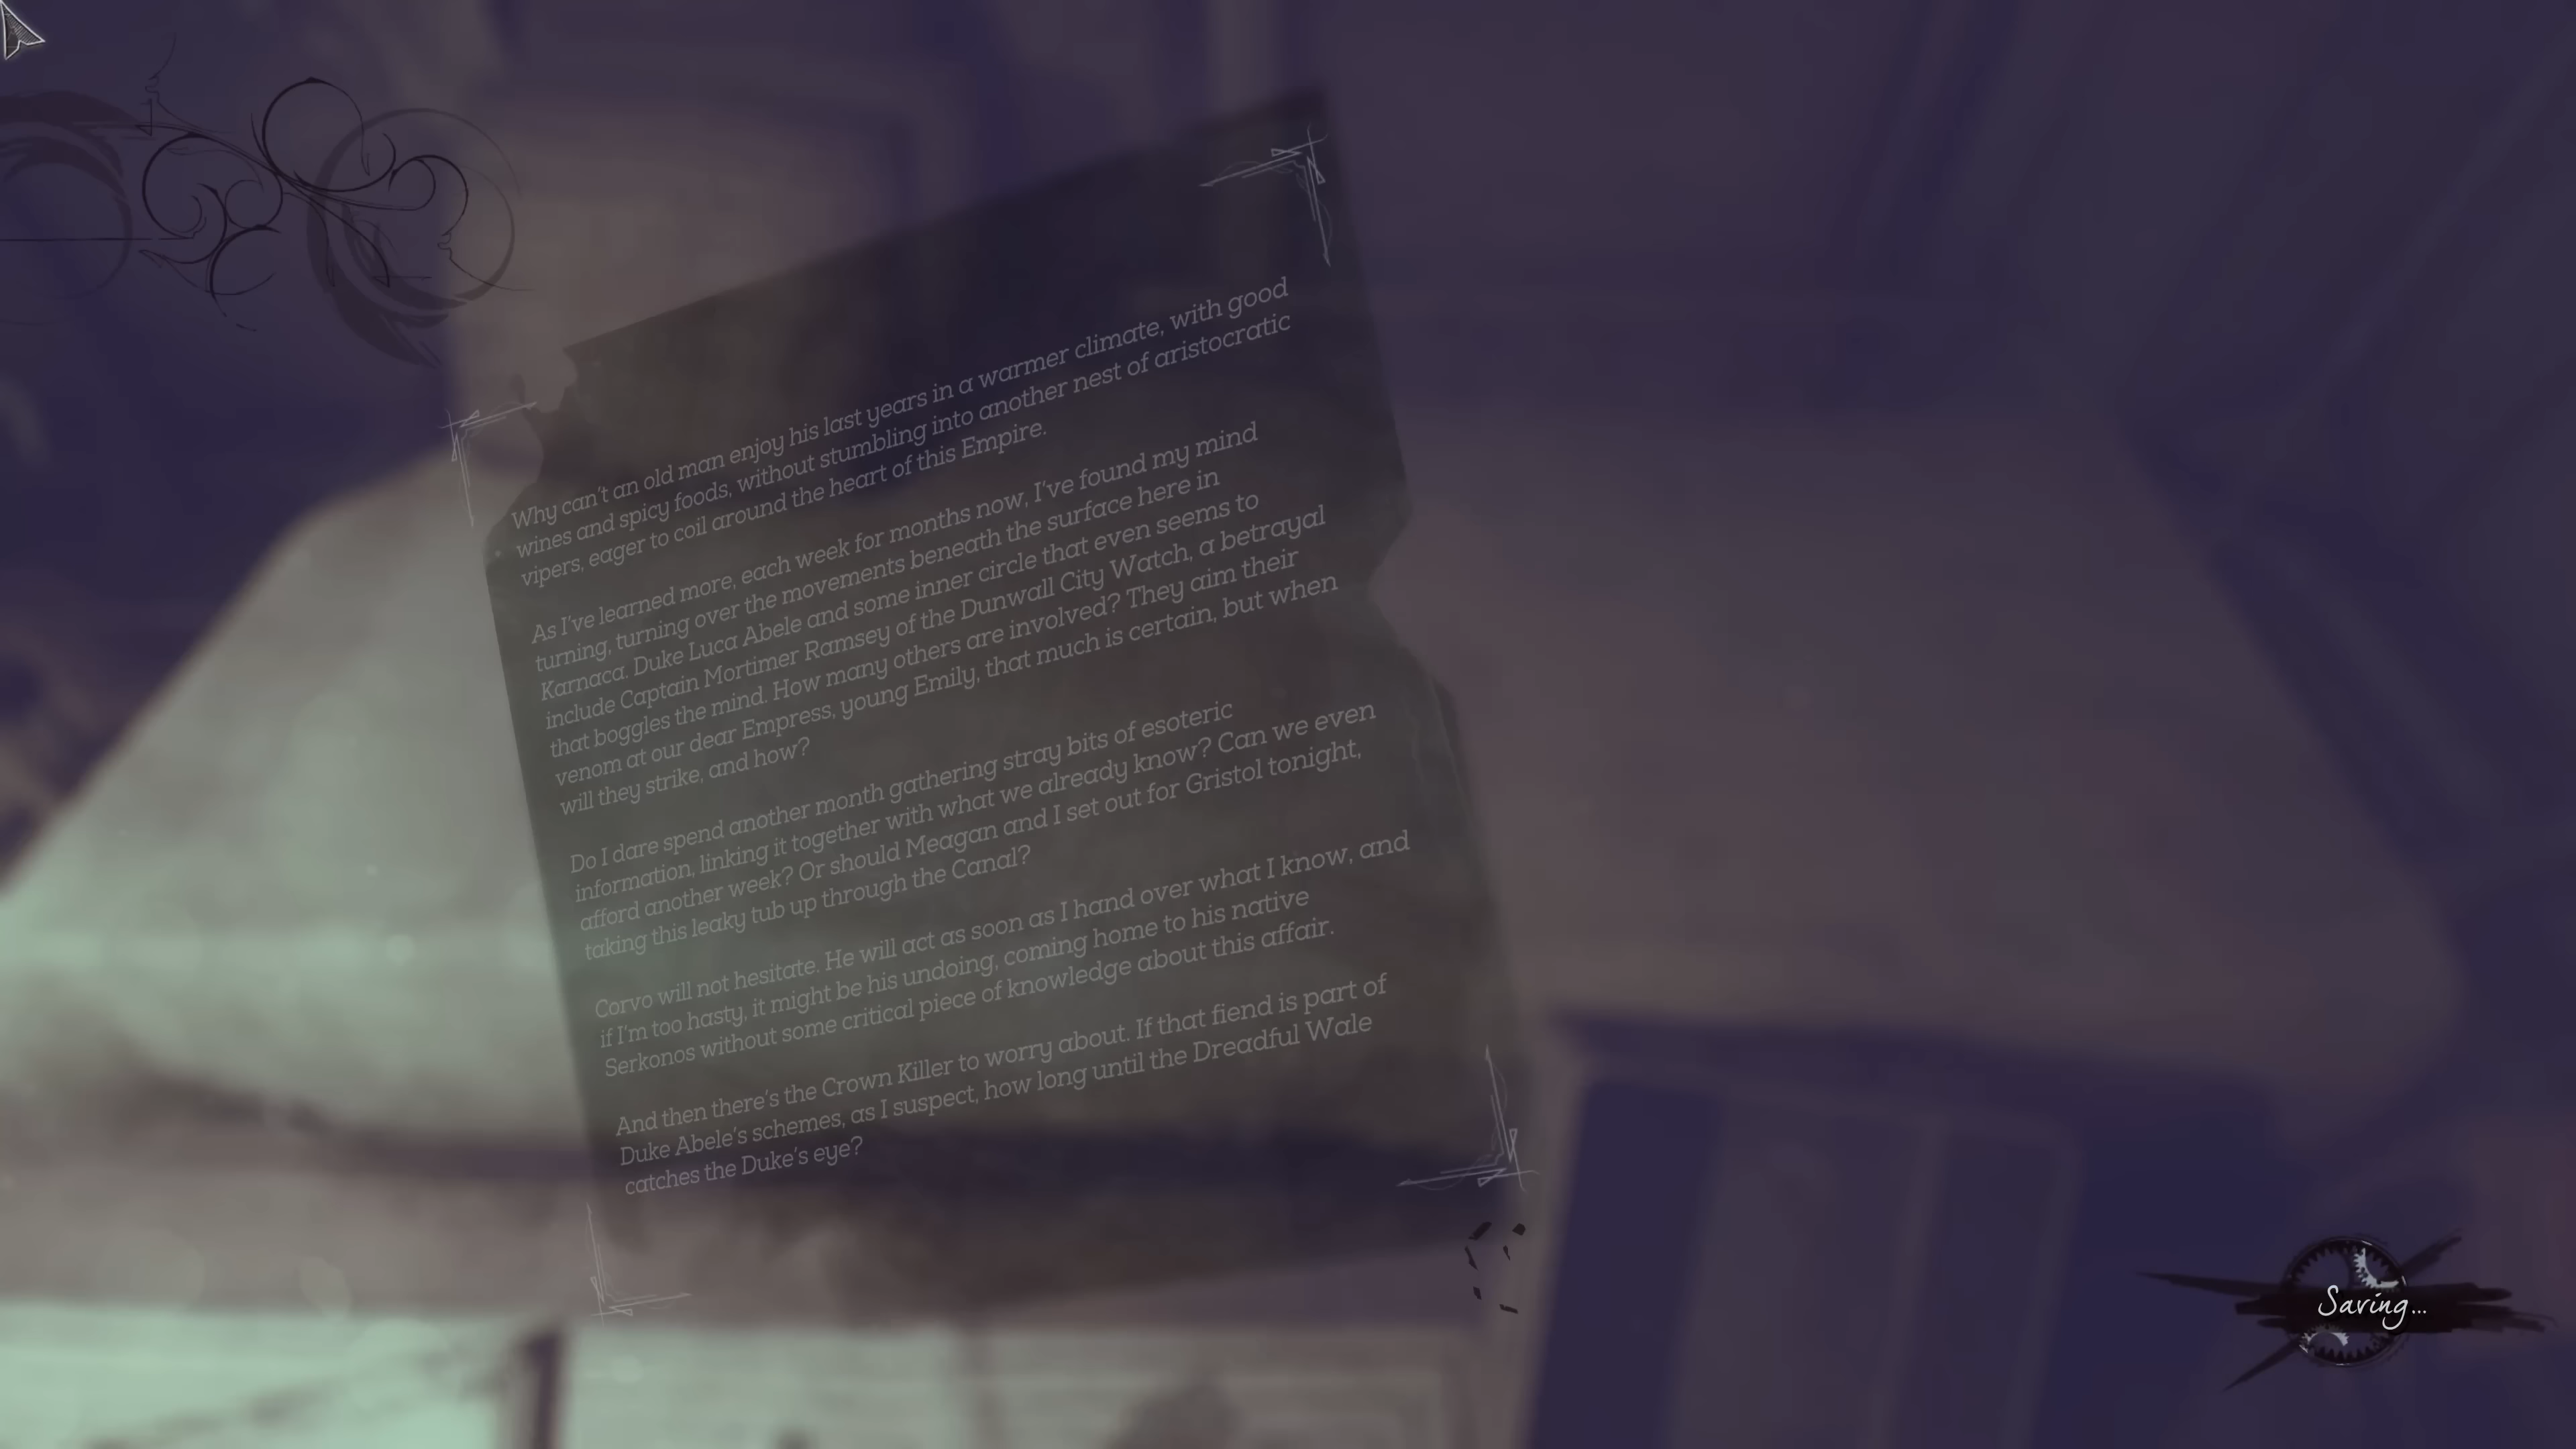 Why can't an old man enjoy his last years in a warmer climate, with good
wines and spicy foods, without stumbling into another nest of aristocratic
vipers, eager to coil around the heart of this Empire.
As I've learned more, each week for months now, I've found my mind
turning, turning over the movements beneath the surface here in
Karnaca. Duke Luca Abele and some inner circle that even seems to
include Captain Mortimer Ramsey of the Dunwall City Watch, a betrayal
that boggles the mind. How many others are involved? They aim their
venom at our dear Empress, young Emily, that much is certain, but when
will they strike, and how?
Do I dare spend another month gathering stray bits of esoteric
information, linking it together with what we already know? Can we even
afford another week? Or should Meagan and I set out for Gristol tonight,
taking this leaky tub up through the Canal?
Corvo will not hesitate. He will act as soon as I hand over what I know, and
if I'm too hasty, it might be his undoing, coming home to his native
Serkonos without some critical piece of knowledge about this affair.
And then there's the Crown Killer to worry about. If that fiend is part of
Duke Abele's schemes, as I suspect, how long until the Dreadful Wale
catches the Duke's eye?
Saving...